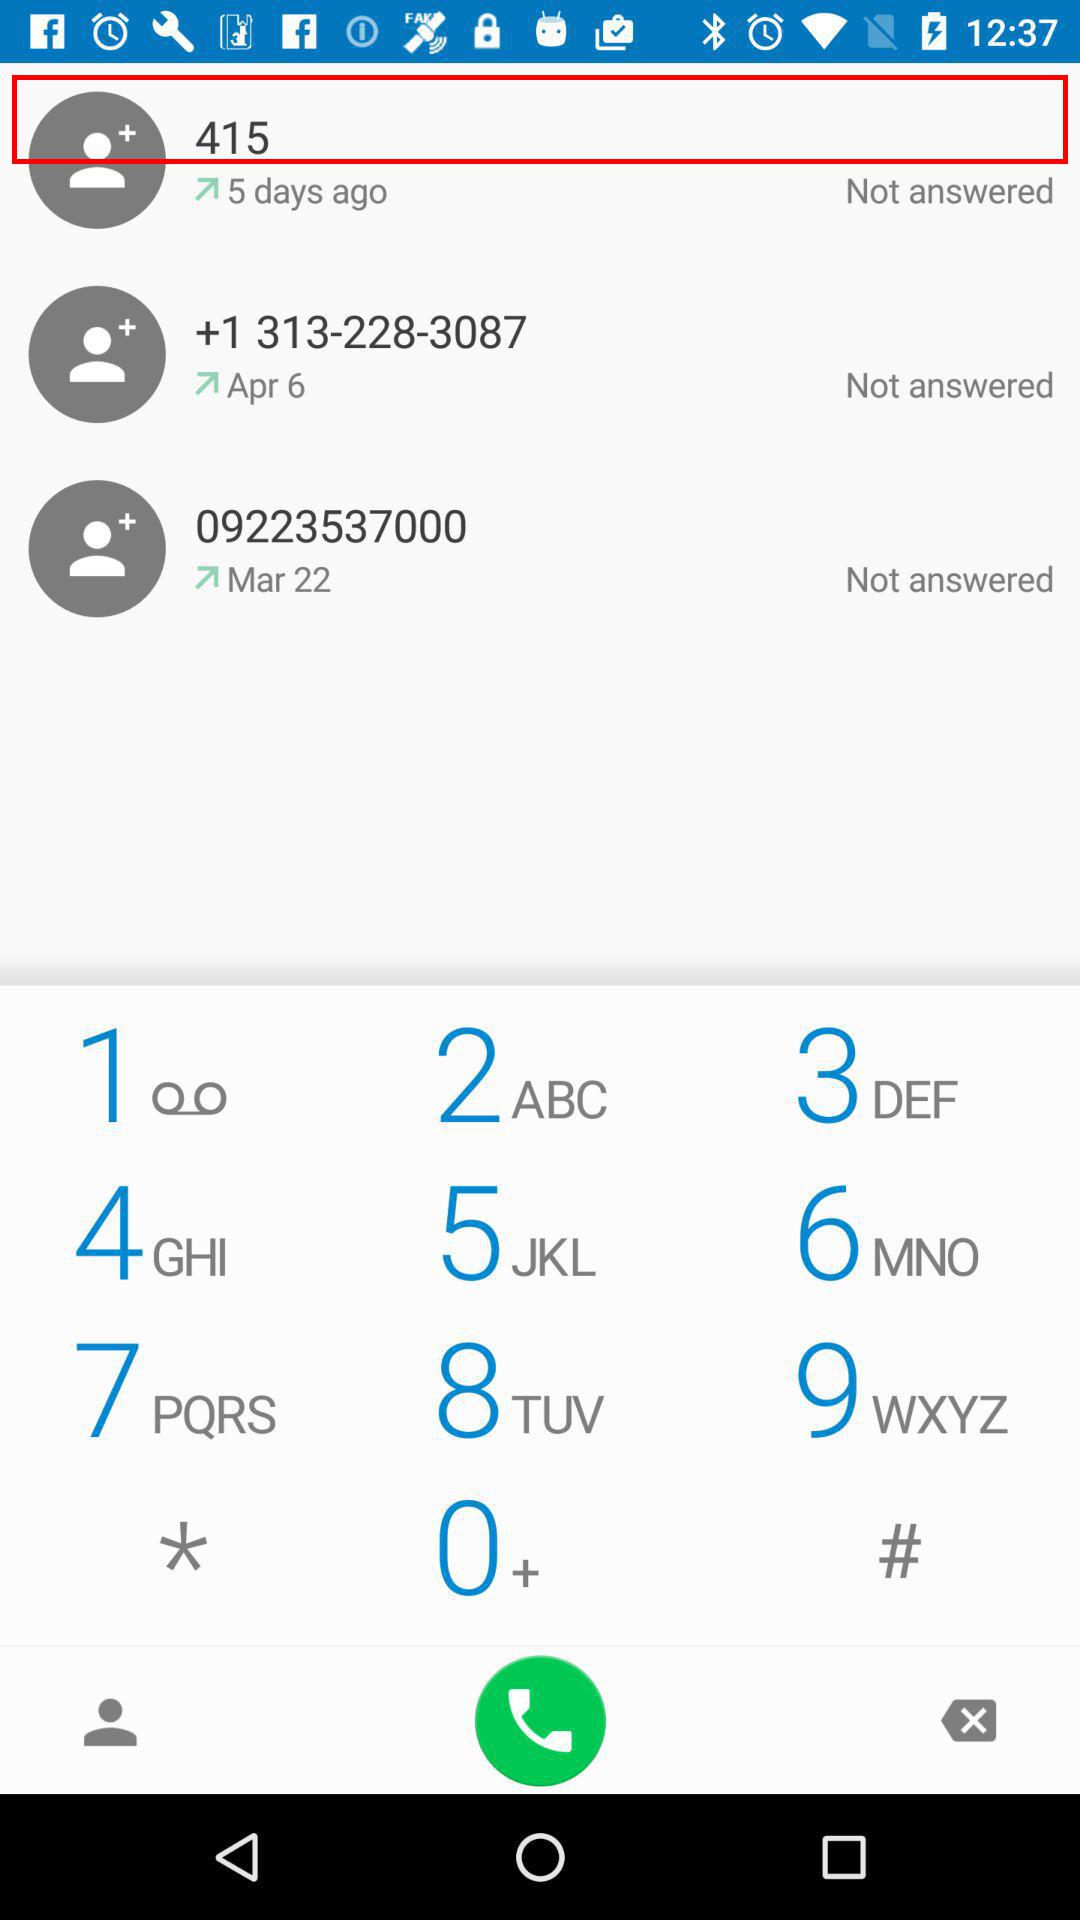 FAKE
12:37
415
5 days ago Not answered
+1 313-228-3087
Apr 6 Not answered
09223537000
Mar 22 Not answered
1 2 ABC 3 DEF
4 GHI 5 JKL 6 MNO
7 PQRS 8 TUV 9 WXYZ
* 0 + #